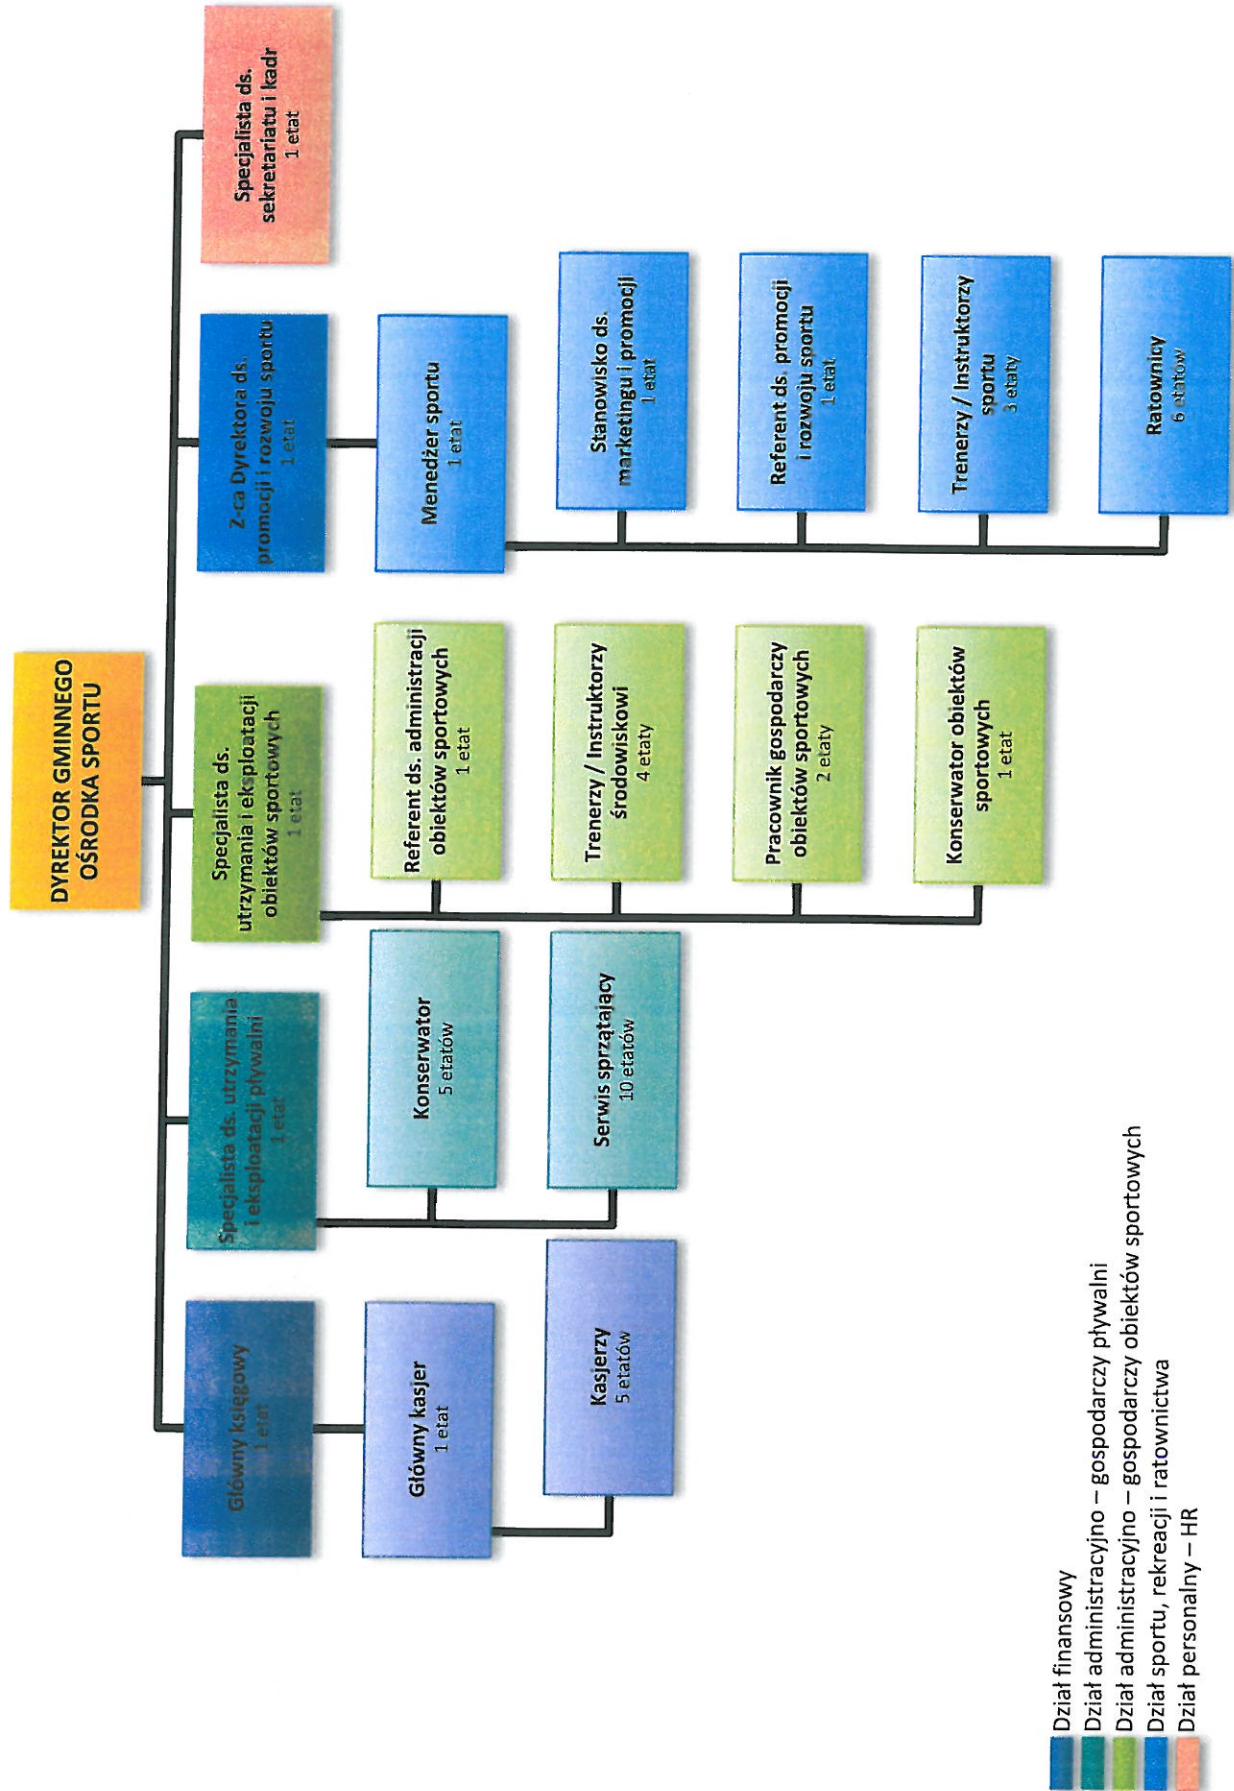 DYREKTOR GMINNEGO
OŚRODKA SPORTU
Główny księgowy
1 etat
Główny kasjer
1 etat
Kasjerzy
5 etatów
Specjalista ds. utrzymania
i eksploatacji pływalni
1 etat
Konserwator
5 etatów
Serwis sprzątający
10 etatów
Specjalista ds.
utrzymania i eksploatacji
obiektów sportowych
1 etat
Referent ds. administracji
obiektów sportowych
1 etat
Trenerzy / Instruktorzy
środowiskowi
4 etaty
Pracownik gospodarczy
obiektów sportowych
2 etaty
Konserwator obiektów
sportowych
1 etat
Z-ca Dyrektora ds.
promocji i rozwoju sportu
1 etat
Menedżer sportu
1 etat
Stanowisko ds.
marketingu i promocji
1 etat
Referent ds. promocji
i rozwoju sportu
1 etat
Trenerzy / Instruktorzy
sportu
3 etaty
Ratownicy
6 etatów
Specjalista ds.
sekretariatu i kadr
1 etat
Dział finansowy
Dział administracyjno – gospodarczy pływalni
Dział administracyjno – gospodarczy obiektów sportowych
Dział sportu, rekreacji i ratownictwa
Dział personalny – HR